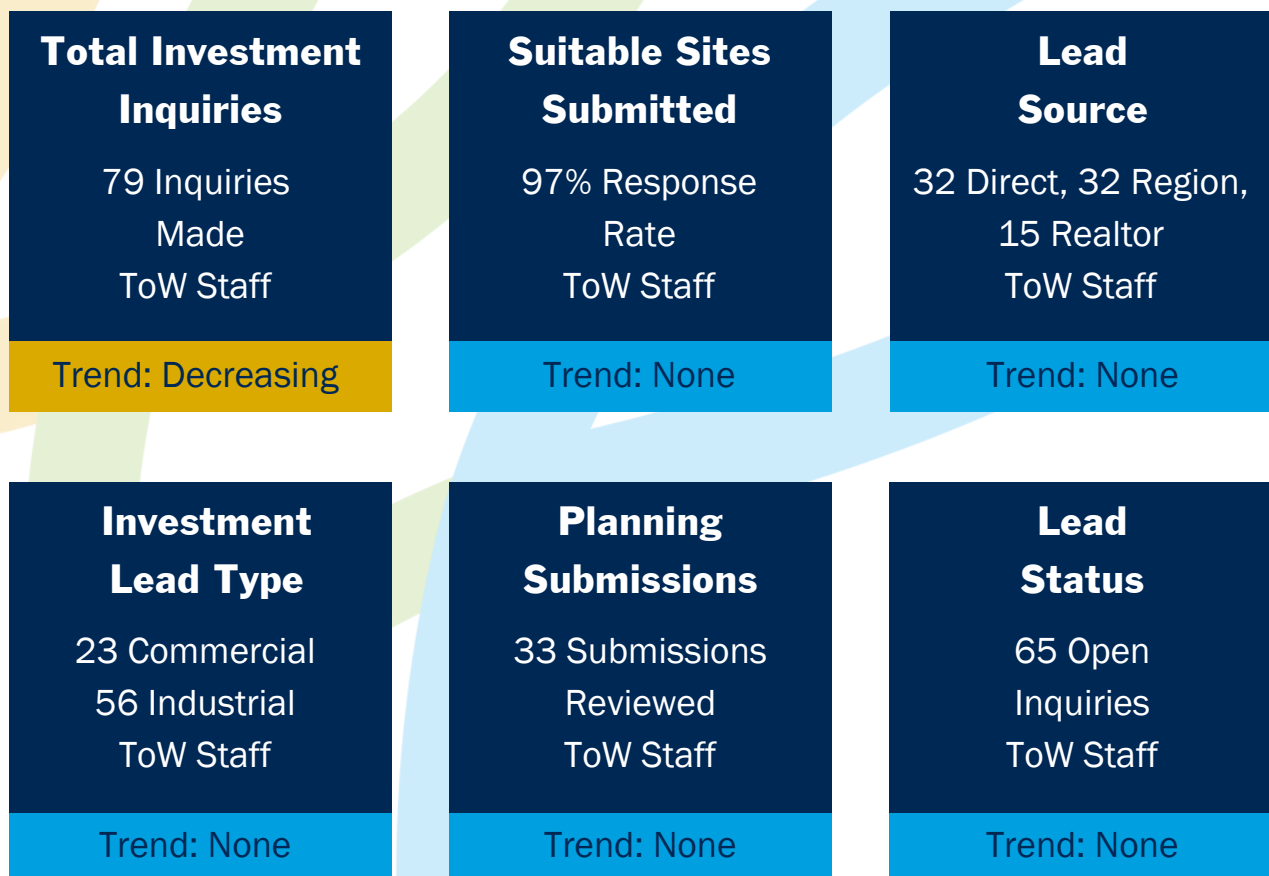 Total Investment
Inquiries
79 Inquiries
Made
ToW Staff
Trend: Decreasing
Suitable Sites
Submitted
97% Response
Rate
ToW Staff
Trend: None
Lead
Source
32 Direct, 32 Region,
15 Realtor
ToW Staff
Trend: None
Investment
Lead Type
23 Commercial
56 Industrial
ToW Staff
Trend: None
Planning
Submissions
33 Submissions
Reviewed
ToW Staff
Trend: None
Lead
Status
65 Open
Inquiries
ToW Staff
Trend: None